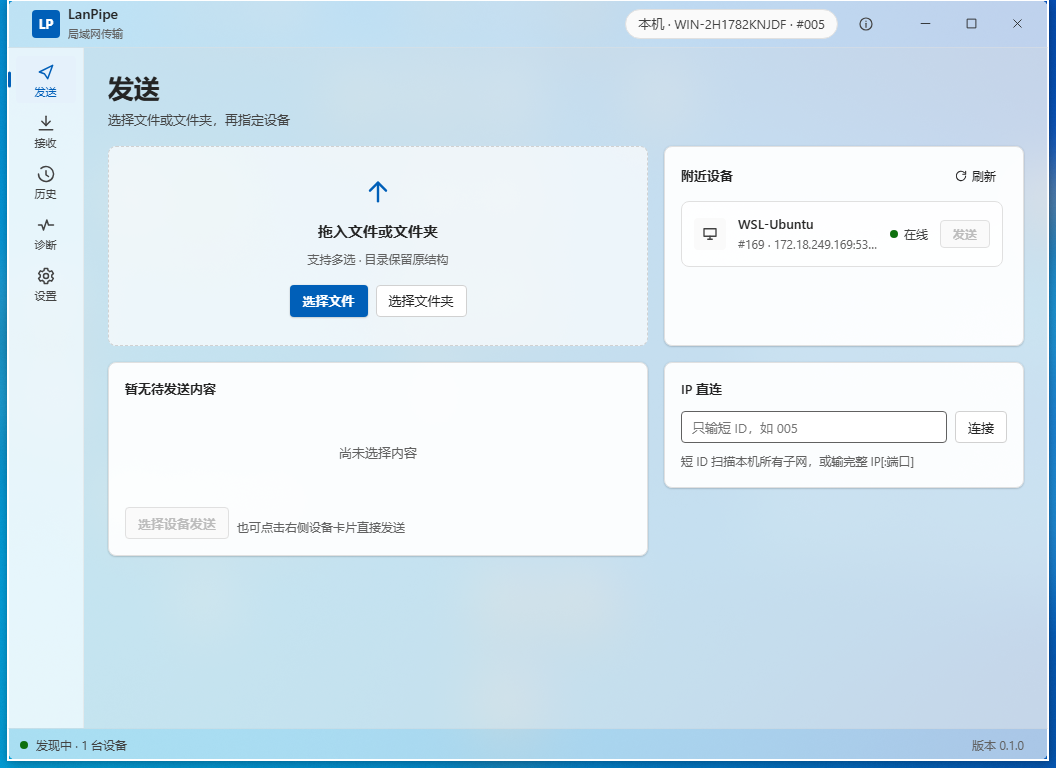 LP
LanPipe
局域网传输
本机 · WIN-2H1782KNJDF · #005
发送
接收
历史
诊断
设置
发送
选择文件或文件夹，再指定设备
拖入文件或文件夹
支持多选 · 目录保留原结构
选择文件
选择文件夹
附近设备
刷新
WSL-Ubuntu
#169 · 172.18.249.169:53...
在线
发送
暂无待发送内容
尚未选择内容
选择设备发送
也可点击右侧设备卡片直接发送
IP 直连
只输短 ID，如 005
连接
短 ID 扫描本机所有子网，或输完整 IP[:端口]
发现中 · 1 台设备
版本 0.1.0